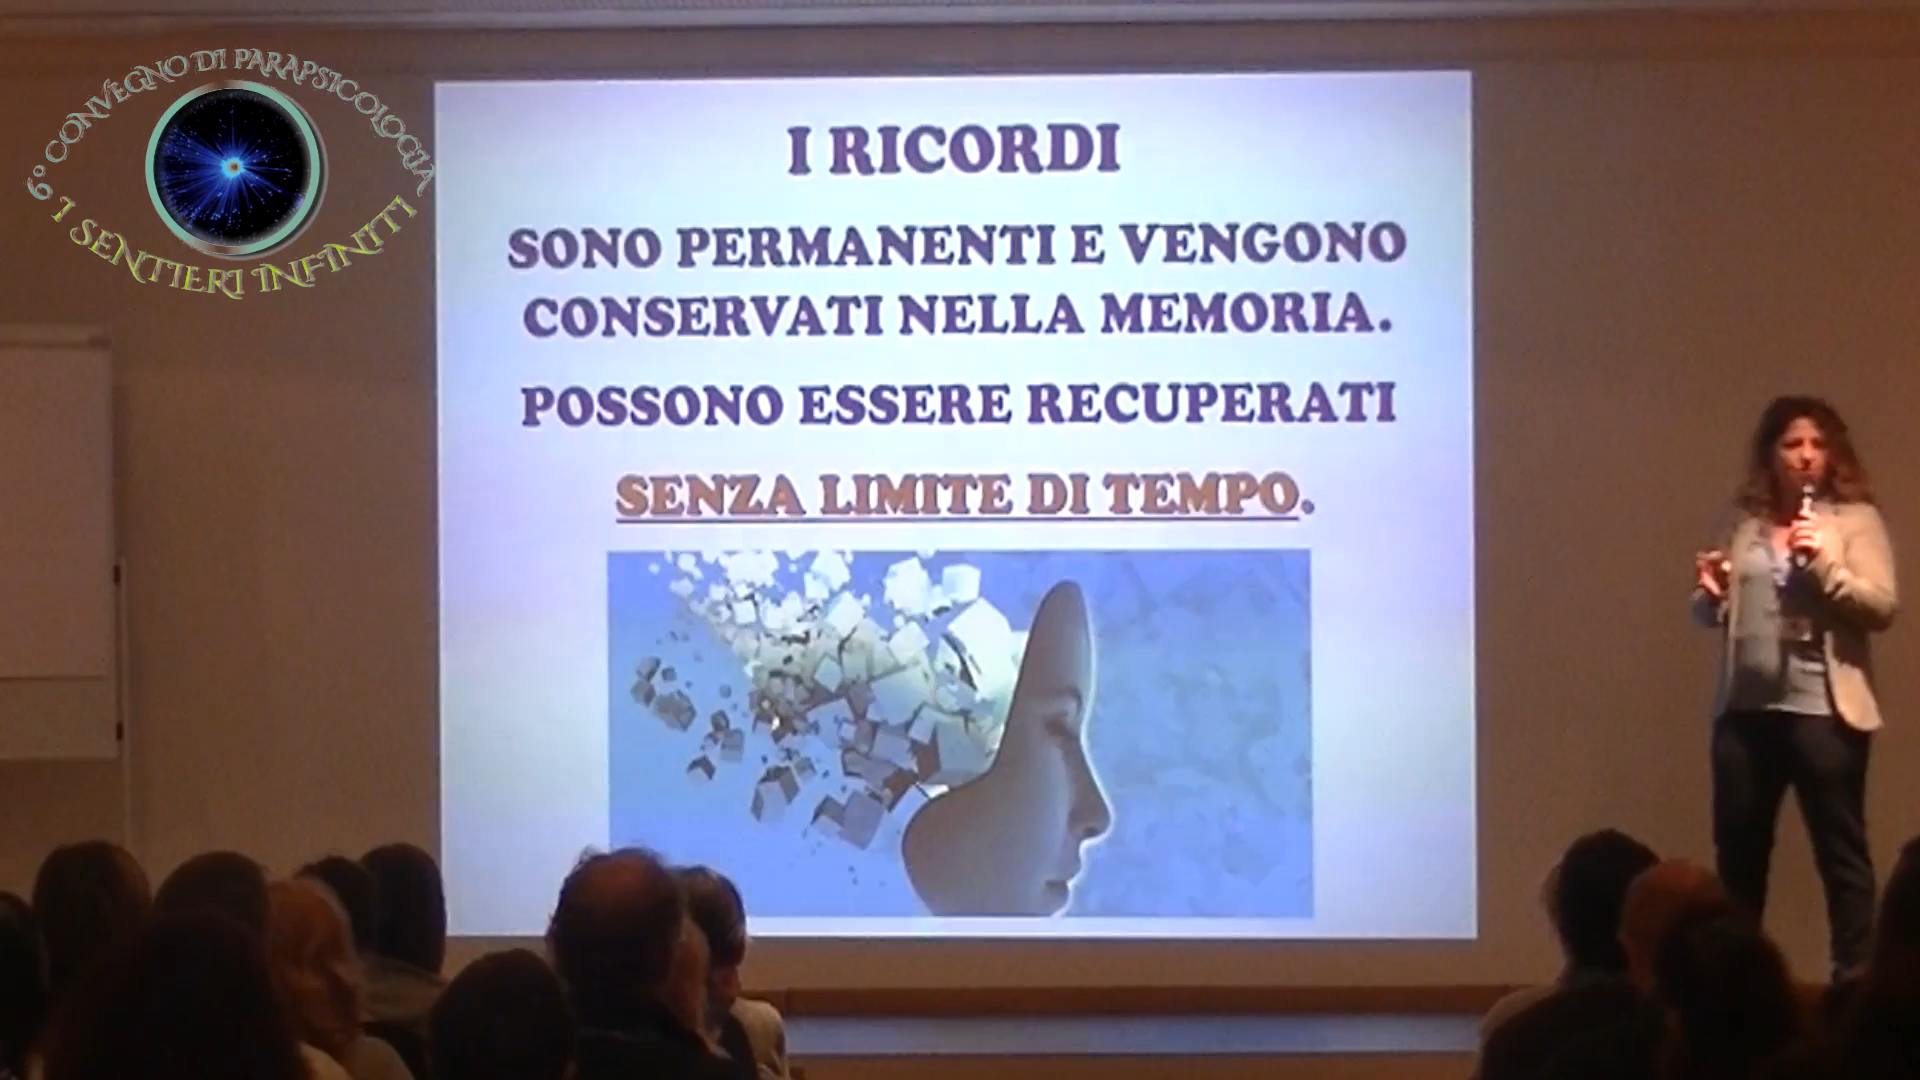 6° CONVEGNO DI PARAPSICOLOGIA
I SENTIERI INFINITI
I RICORDI
SONO PERMANENTI E VENGONO
CONSERVATI NELLA MEMORIA.
POSSONO ESSERE RECUPERATI
SENZA LIMITE DI TEMPO.